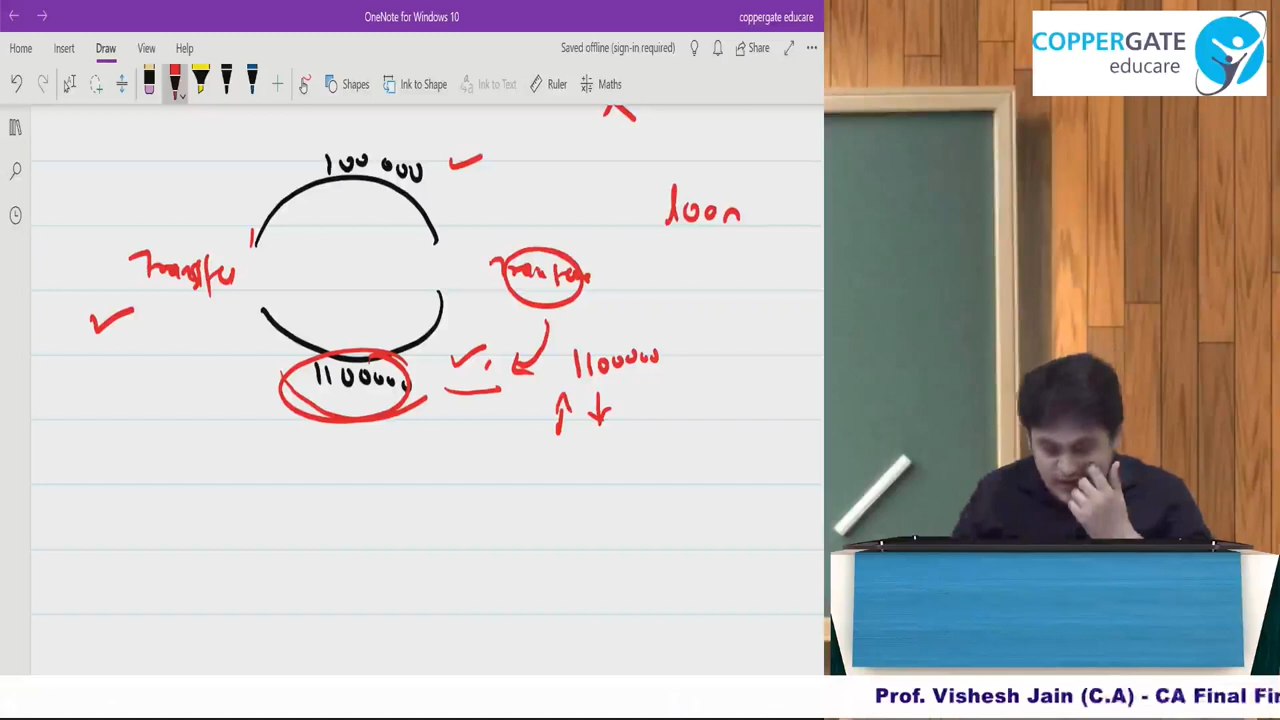 OneNote for Windows 10
coppergate educare
Home Insert Draw View Help
Saved offline (sign-in required)
Share
Shapes
Ink to Shape
Ink to Text
Ruler
Maths
COPPERGATE
educare
100 000
loan
Transfer
Transfer
1100000
1100000
Prof. Vishesh Jain (C.A) - CA Final Fi